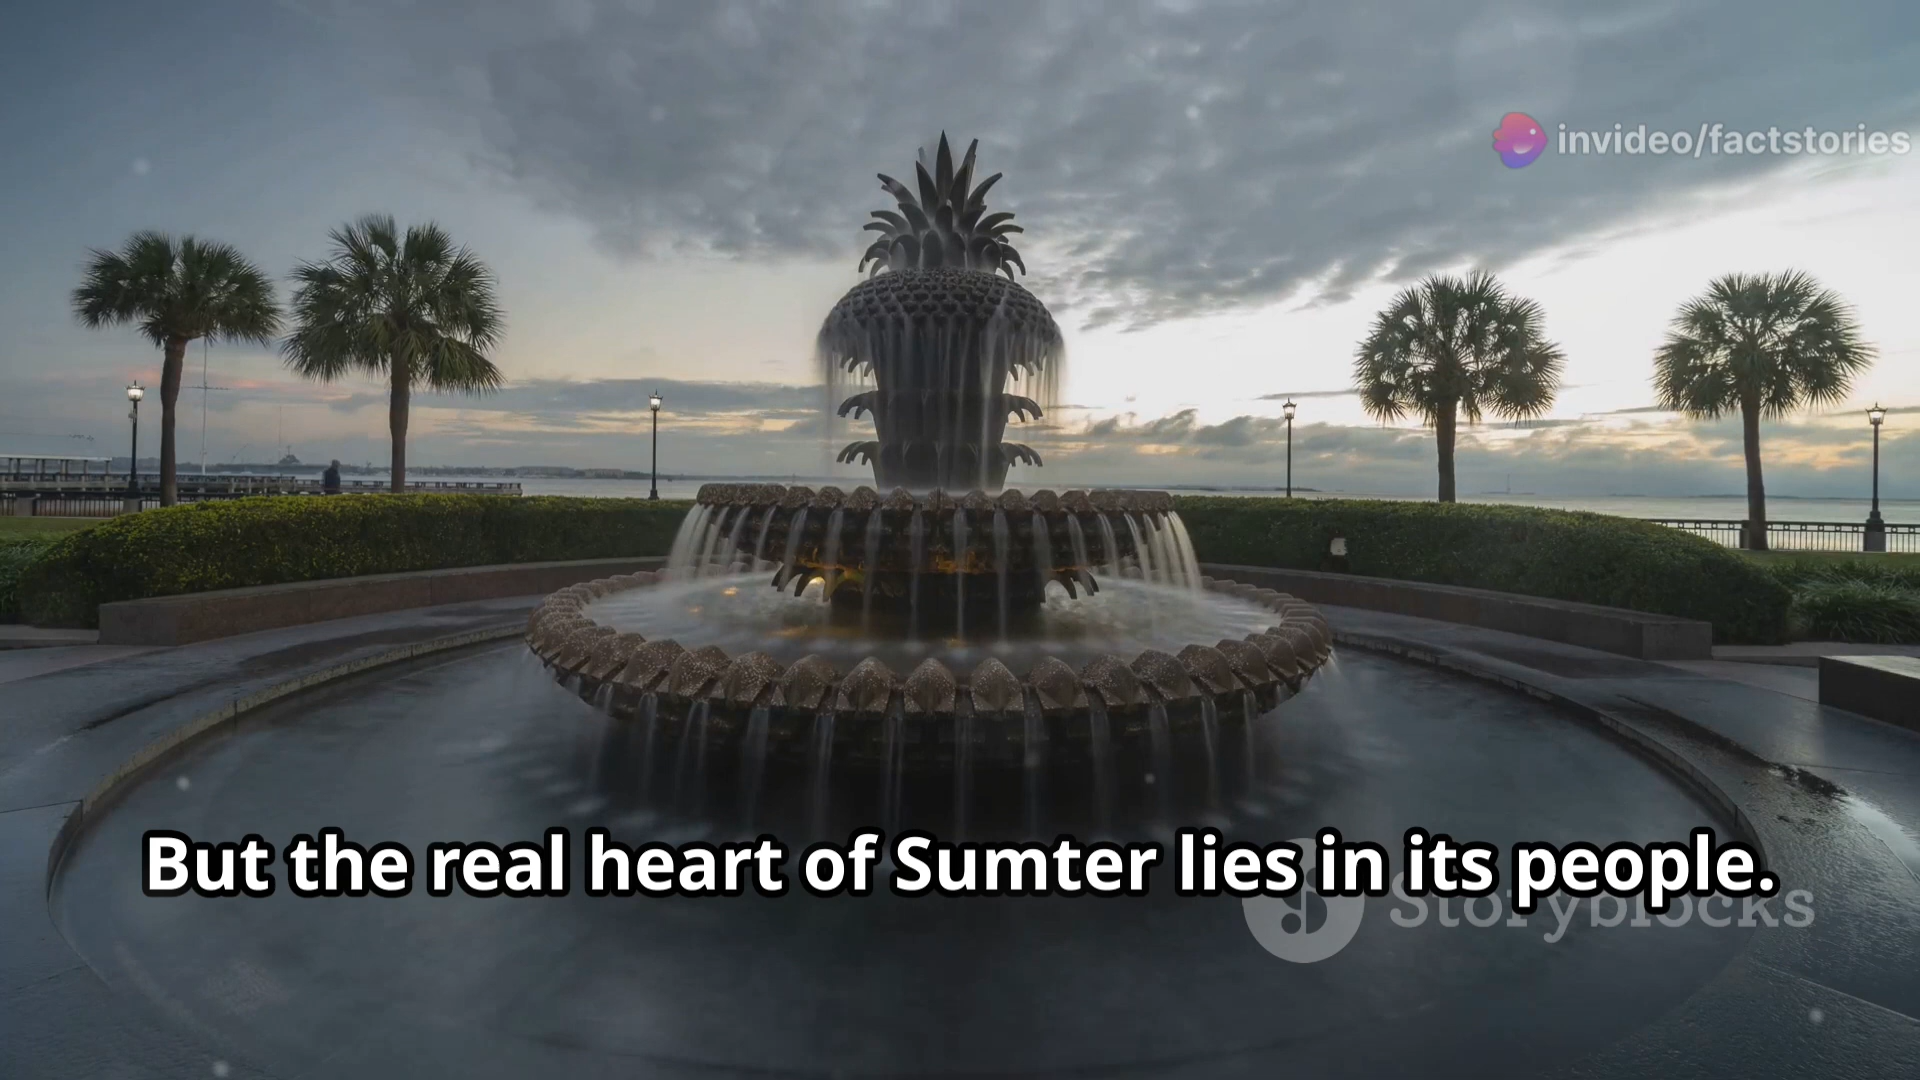 invideo/factstories
But the real heart of Sumter lies in its people.
Storyblocks